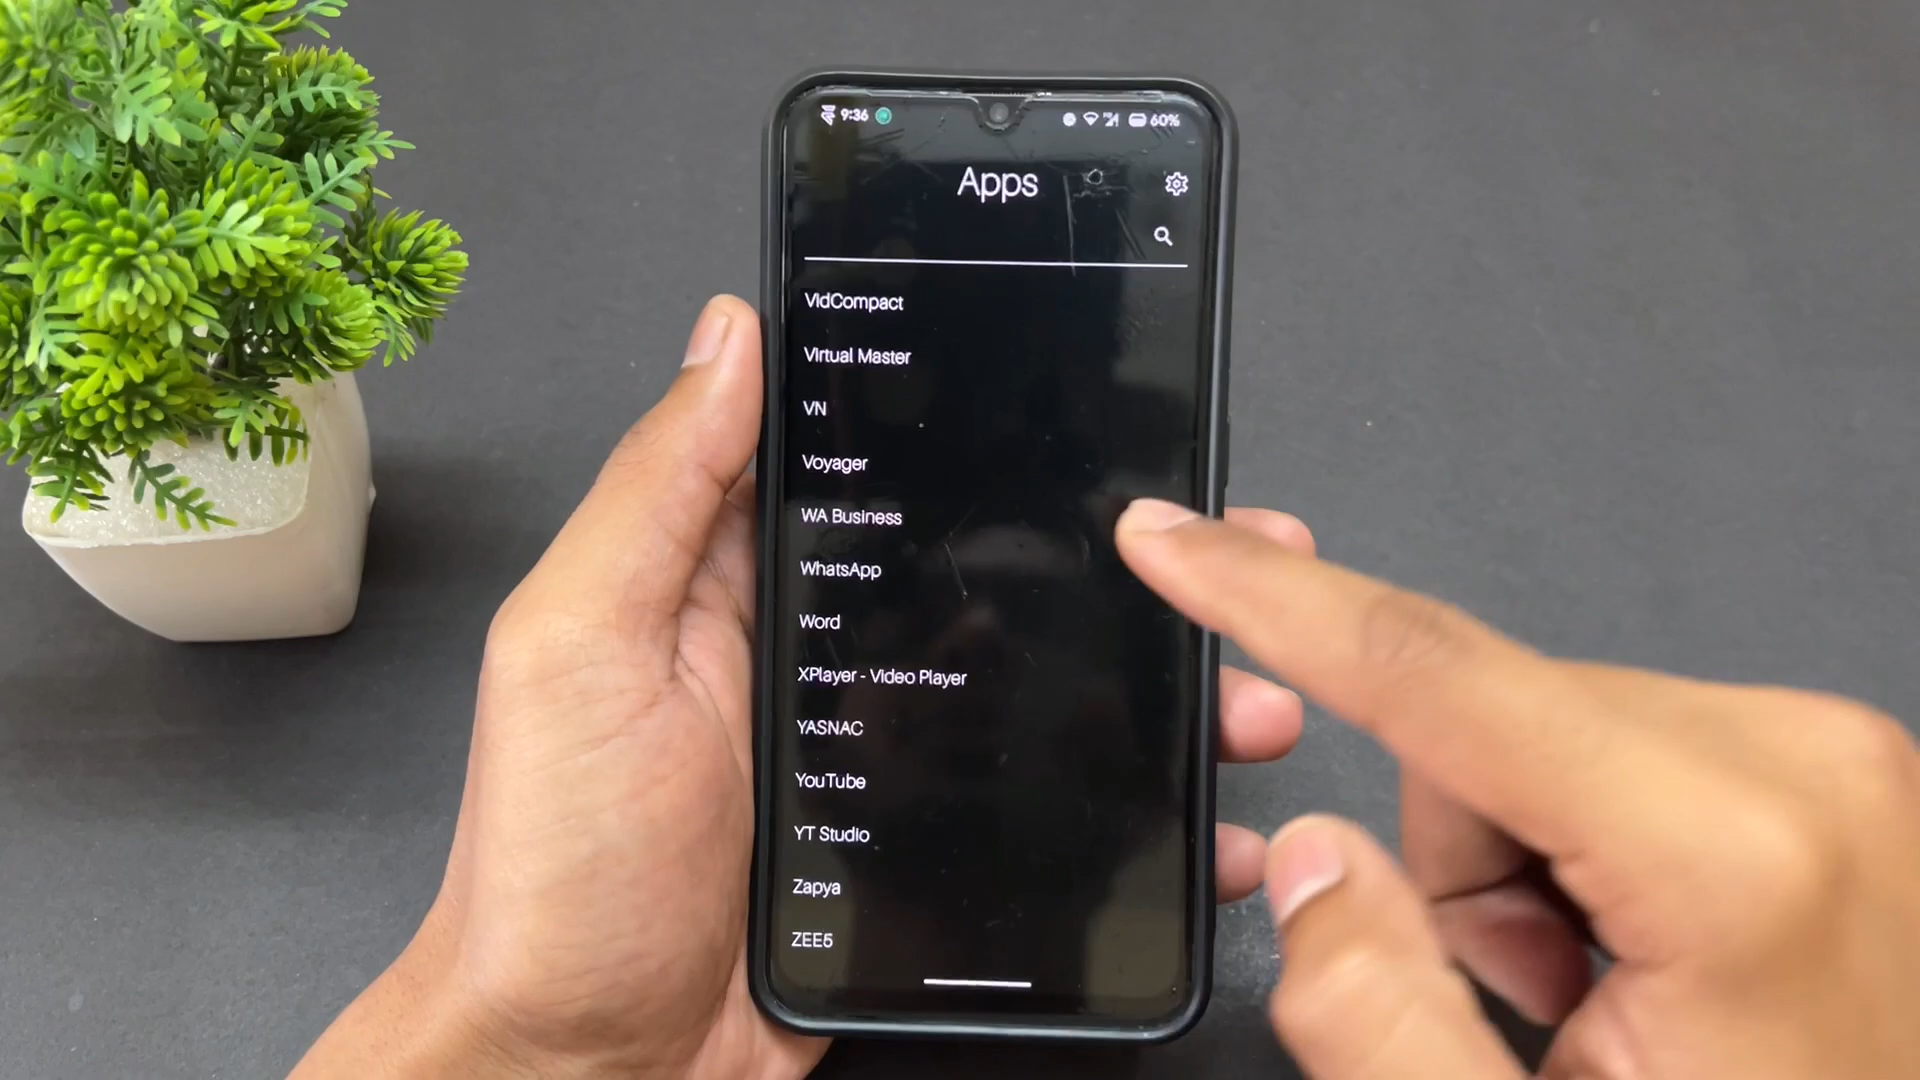 9:36
60%
Apps
VidCompact
Virtual Master
VN
Voyager
WA Business
WhatsApp
Word
XPlayer - Video Player
YASNAC
YouTube
YT Studio
Zapya
ZEE5